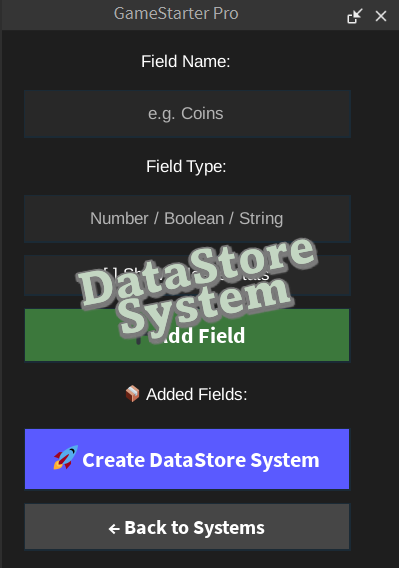 GameStarter Pro
Field Name:
e.g. Coins
Field Type:
Number / Boolean / String
DataStore
System
Add Field
📦 Added Fields:
🚀 Create DataStore System
← Back to Systems